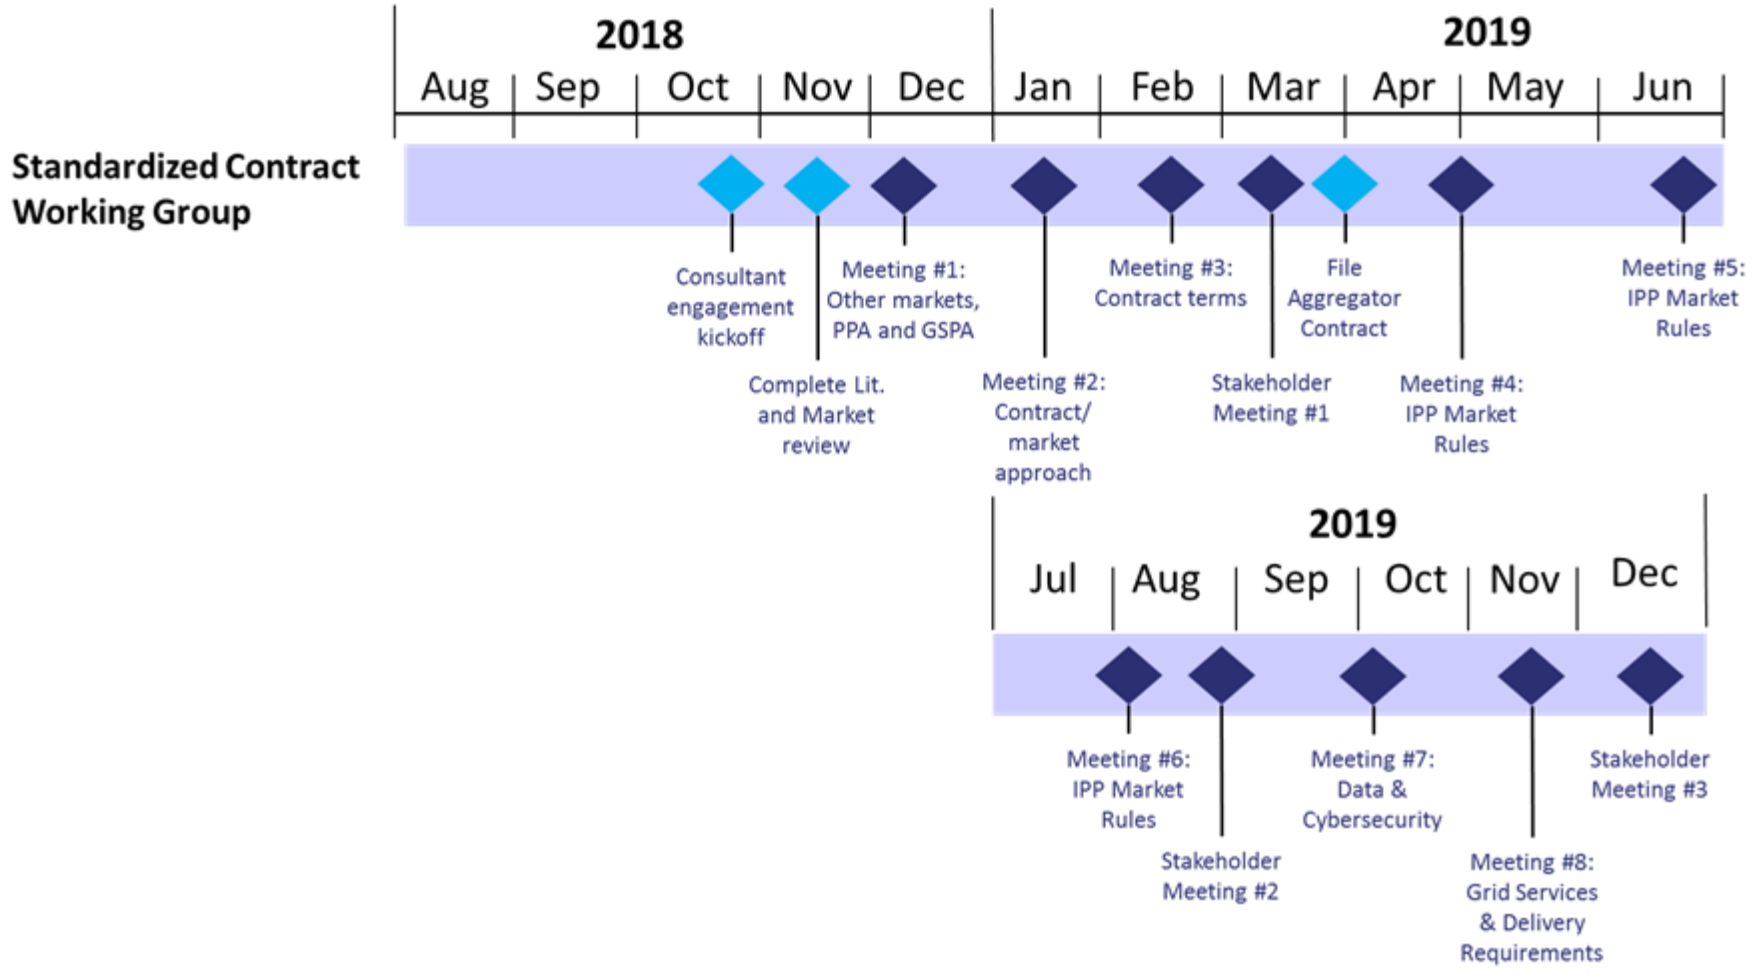 2018
2019
Aug
Sep
Oct
Nov
Dec
Jan
Feb
Mar
Apr
May
Jun
Standardized Contract
Working Group
Consultant
engagement
kickoff
Complete Lit.
and Market
review
Meeting #1:
Other markets,
PPA and GSPA
Meeting #2:
Contract/
market
approach
Meeting #3:
Contract terms
Stakeholder
Meeting #1
File
Aggregator
Contract
Meeting #4:
IPP Market
Rules
Meeting #5:
IPP Market
Rules
2019
Jul
Aug
Sep
Oct
Nov
Dec
Meeting #6:
IPP Market
Rules
Stakeholder
Meeting #2
Meeting #7:
Data &
Cybersecurity
Meeting #8:
Grid Services
& Delivery
Requirements
Stakeholder
Meeting #3